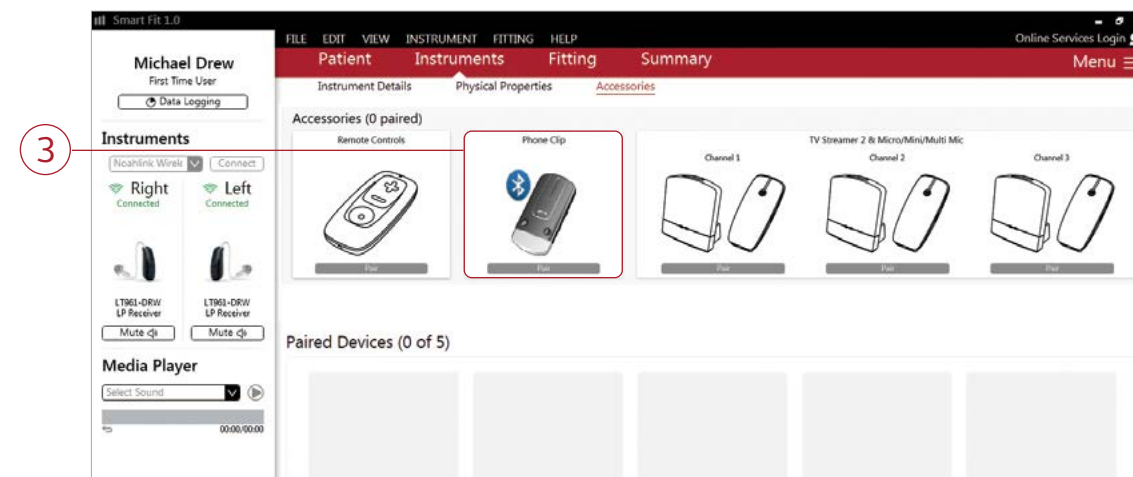 Smart Fit 1.0
FILE EDIT VIEW INSTRUMENT FITTING HELP
Online Services Login
Michael Drew
First Time User
Data Logging
Patient Instruments Fitting Summary
Menu
Instrument Details Physical Properties Accessories
Accessories (0 paired)
3
Instruments
Noahlink Wirele
Connect
Right
Connected
Left
Connected
LT961-DRW
LP Receiver
LT961-DRW
LP Receiver
Mute
Mute
Remote Controls
Pair
Phone Clip
Pair
TV Streamer 2 & Micro/Mini/Multi Mic
Channel 1
Channel 2
Channel 3
Pair
Pair
Pair
Paired Devices (0 of 5)
Media Player
Select Sound
00:00/00:00